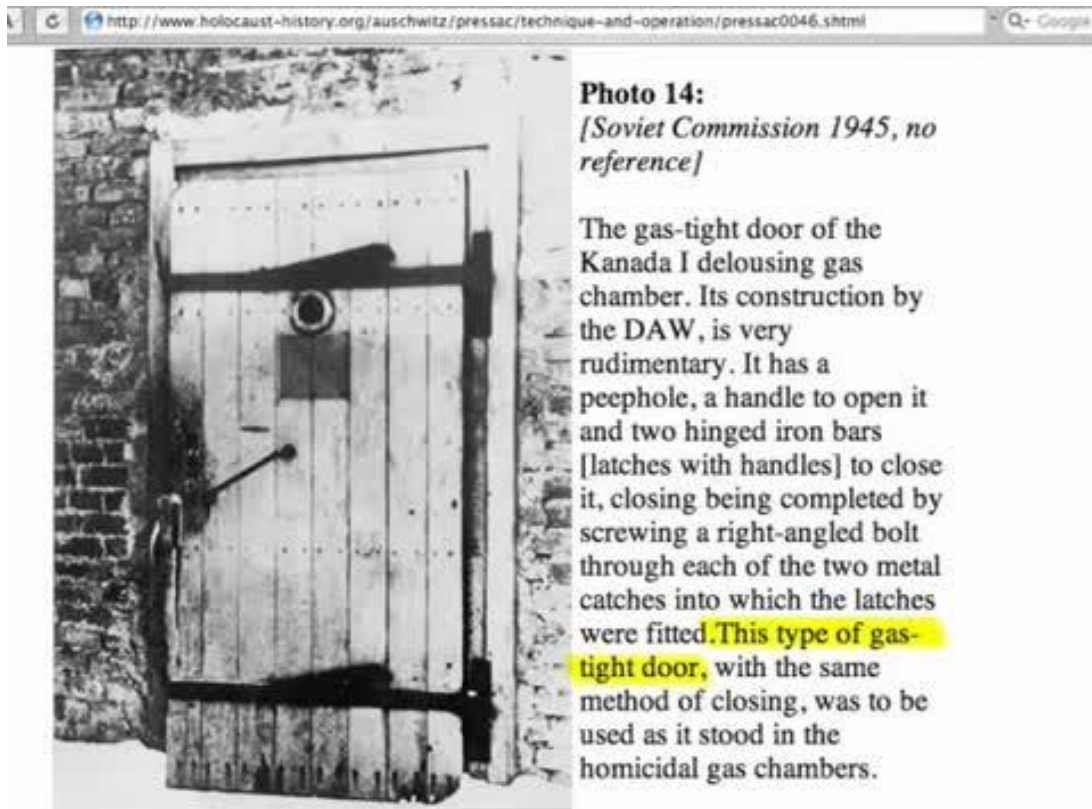 http://www.holocaust-history.org/auschwitz/pressac/technique-and-operation/pressac0046.shtml
Google
Photo 14:
[Soviet Commission 1945, no
reference]
The gas-tight door of the
Kanada I delousing gas
chamber. Its construction by
the DAW, is very
rudimentary. It has a
peephole, a handle to open it
and two hinged iron bars
[latches with handles] to close
it, closing being completed by
screwing a right-angled bolt
through each of the two metal
catches into which the latches
were fitted.This type of gas-
tight door, with the same
method of closing, was to be
used as it stood in the
homicidal gas chambers.